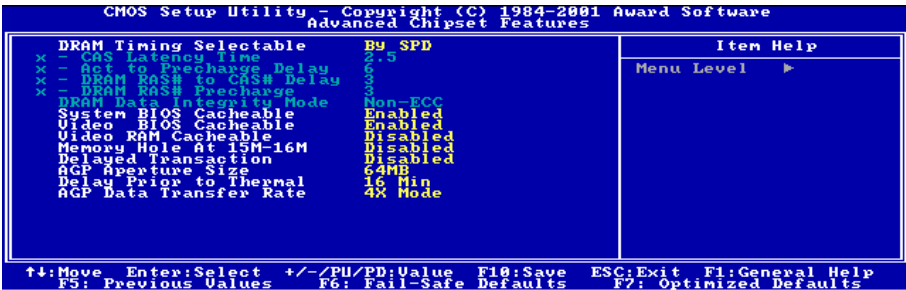 CMOS Setup Utility - Copyright (C) 1984-2001 Award Software
Advanced Chipset Features
DRAM Timing Selectable By SPD
x - CAS Latency Time 2.5
x - Act to Precharge Delay 6
x - DRAM RAS# to CAS# Delay 3
x - DRAM RAS# Precharge 3
DRAM Data Integrity Mode Non-ECC
System BIOS Cacheable Enabled
Video BIOS Cacheable Enabled
Video RAM Cacheable Disabled
Memory Hole At 15M-16M Disabled
Delayed Transaction Disabled
AGP Aperture Size 64MB
Delay Prior to Thermal 16 Min
AGP Data Transfer Rate 4X Mode
Item Help
Menu Level ►
↑↓:Move Enter:Select +/-/PU/PD:Value F10:Save ESC:Exit F1:General Help
F5: Previous Values F6: Fail-Safe Defaults F7: Optimized Defaults